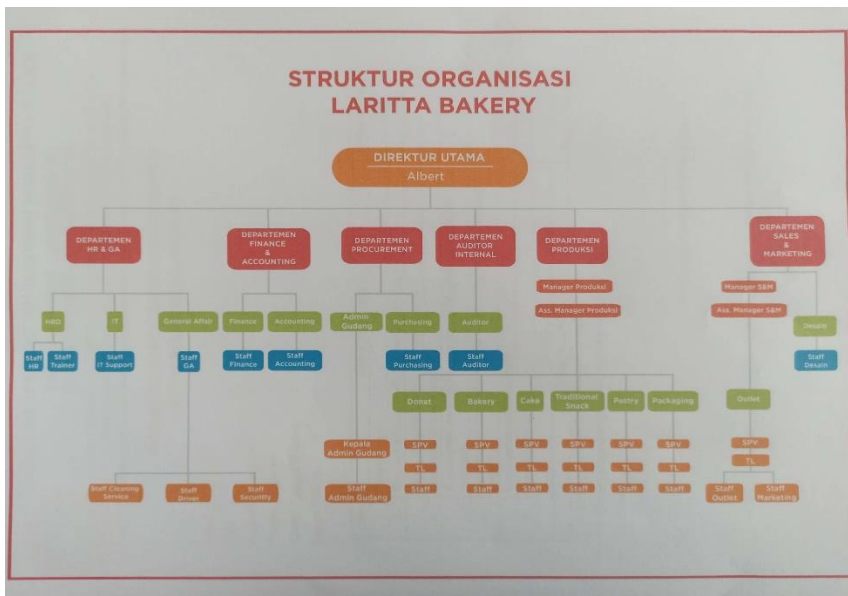 STRUKTUR ORGANISASI
LARITTA BAKERY
DIREKTUR UTAMA
Albert
DEPARTEMEN
HR & GA
DEPARTEMEN
FINANCE
&
ACCOUNTING
DEPARTEMEN
PROCUREMENT
DEPARTEMEN
AUDITOR
INTERNAL
DEPARTEMEN
PRODUKSI
DEPARTEMEN
SALES
&
MARKETING
Manager Produksi
Ass. Manager Produksi
Manager S&M
Ass. Manager S&M
HRD
IT
General Affair
Finance
Accounting
Admin
Gudang
Purchasing
Auditor
Desain
Staff
HR
Staff
Trainer
Staff
IT Support
Staff
GA
Staff
Finance
Staff
Accounting
Staff
Purchasing
Staff
Auditor
Staff
Desain
Donat
Bakery
Cake
Traditional
Snack
Pastry
Packaging
Outlet
Kepala
Admin Gudang
SPV
SPV
SPV
SPV
SPV
SPV
SPV
TL
TL
TL
TL
TL
TL
TL
Staff Cleaning
Service
Staff
Driver
Staff
Security
Staff
Admin Gudang
Staff
Staff
Staff
Staff
Staff
Staff
Staff
Outlet
Staff
Marketing